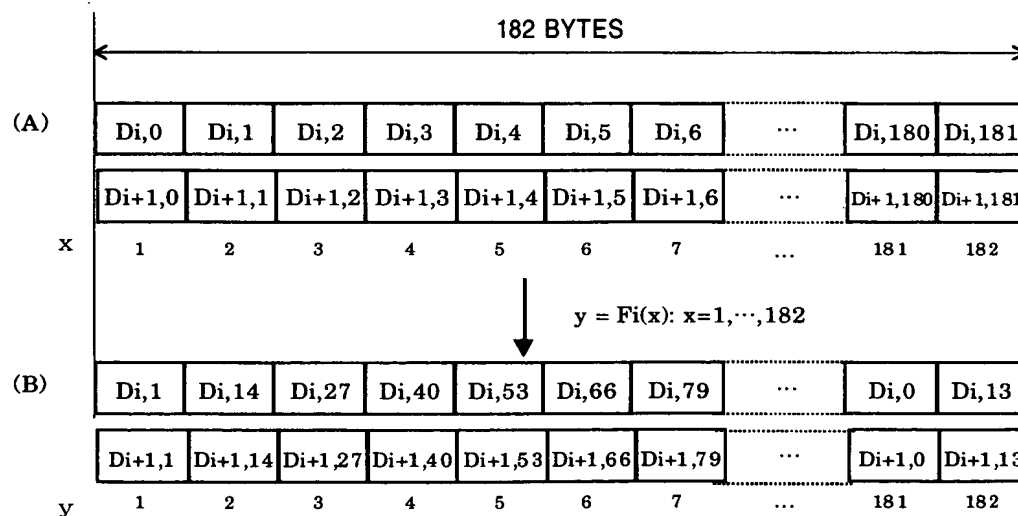 182 BYTES
(A) Di,0 Di,1 Di,2 Di,3 Di,4 Di,5 Di,6 ... Di,180 Di,181
Di+1,0 Di+1,1 Di+1,2 Di+1,3 Di+1,4 Di+1,5 Di+1,6 ... Di+1,180 Di+1,181
x 1 2 3 4 5 6 7 ... 181 182
y = Fi(x): x=1,···,182
(B) Di,1 Di,14 Di,27 Di,40 Di,53 Di,66 Di,79 ... Di,0 Di,13
Di+1,1 Di+1,14 Di+1,27 Di+1,40 Di+1,53 Di+1,66 Di+1,79 ... Di+1,0 Di+1,13
y 1 2 3 4 5 6 7 ... 181 182